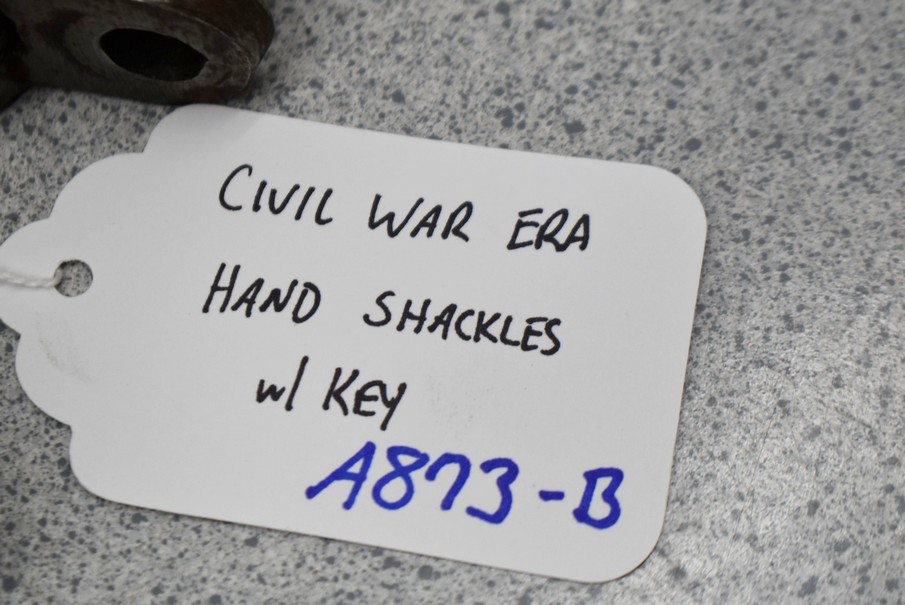 CIVIL WAR ERA
HAND SHACKLES
w/ KEY
A873-B